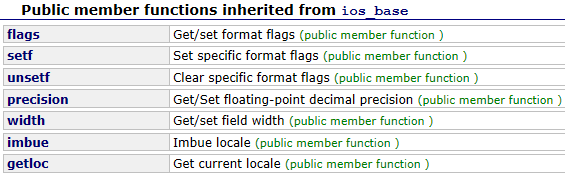 Public member functions inherited from ios_base
flags Get/set format flags (public member function )
setf Set specific format flags (public member function )
unsetf Clear specific format flags (public member function )
precision Get/Set floating-point decimal precision (public member function )
width Get/set field width (public member function )
imbue Imbue locale (public member function )
getloc Get current locale (public member function )